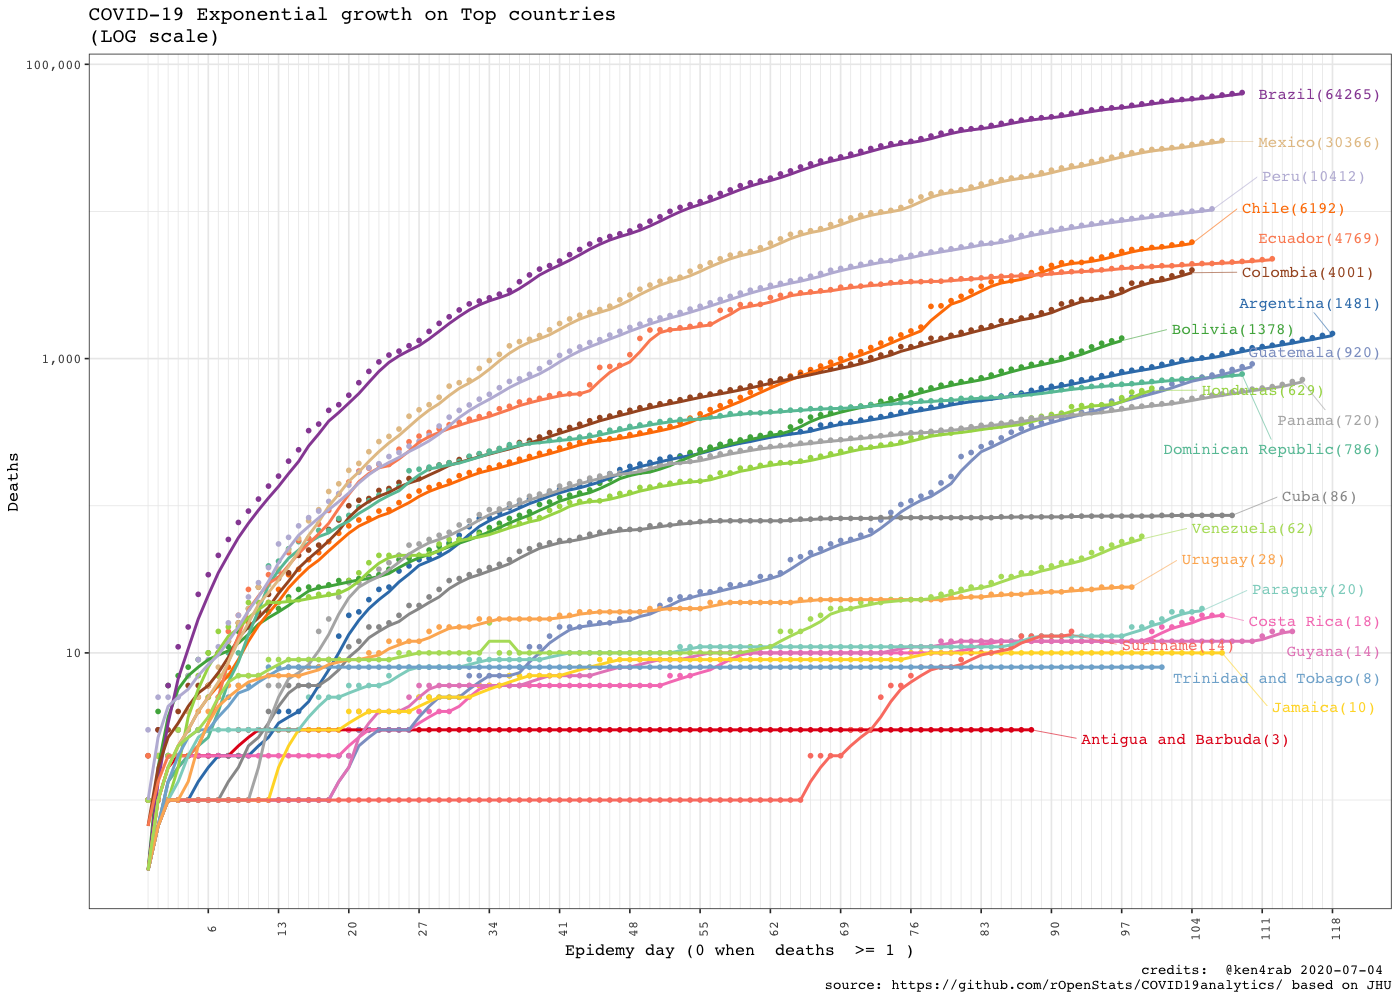 COVID-19 Exponential growth on Top countries
(LOG scale)
100,000
1,000
10
Deaths
Brazil(64265)
Mexico(30366)
Peru(10412)
Chile(6192)
Ecuador(4769)
Colombia(4001)
Argentina(1481)
Bolivia(1378)
Guatemala(920)
Honduras(629)
Panama(720)
Dominican Republic(786)
Cuba(86)
Venezuela(62)
Uruguay(28)
Paraguay(20)
Costa Rica(18)
Suriname(14)
Guyana(14)
Trinidad and Tobago(8)
Jamaica(10)
Antigua and Barbuda(3)
6 13 20 27 34 41 48 55 62 69 76 83 90 97 104 111 118
Epidemy day (0 when  deaths  >= 1 )
credits:  @ken4rab 2020-07-04
source: https://github.com/rOpenStats/COVID19analytics/ based on JHU